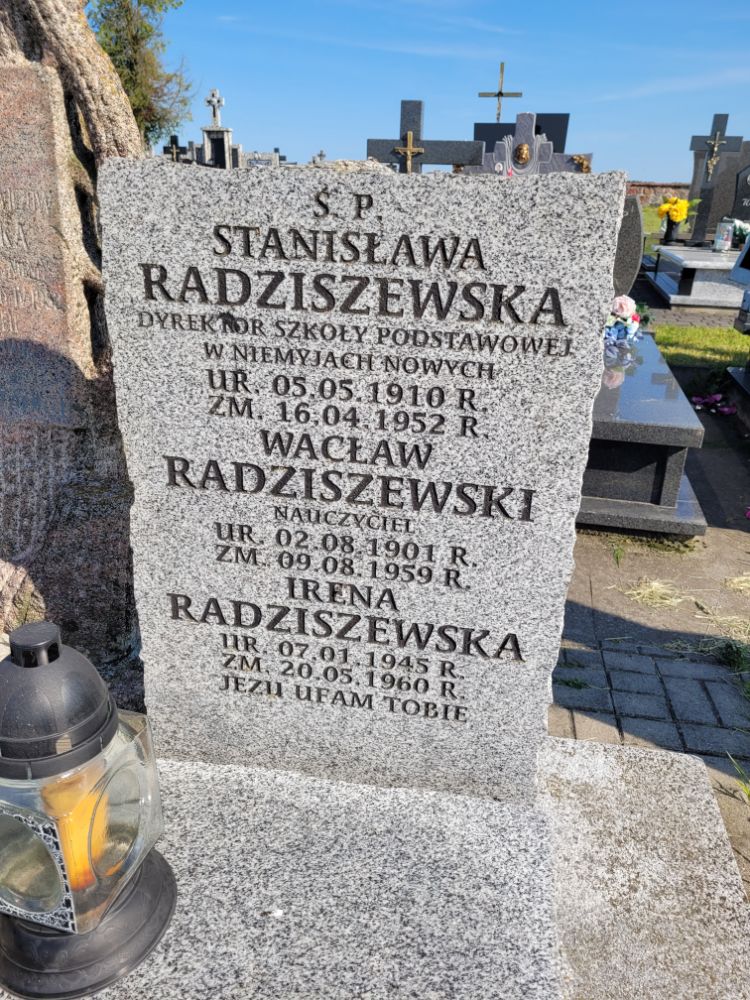 Ś. P.
STANISŁAWA
RADZISZEWSKA
DYREKTOR SZKOŁY PODSTAWOWEJ
W NIEMYJACH NOWYCH
UR. 05.05.1910 R.
ZM. 16.04.1952 R.
WACŁAW
RADZISZEWSKI
NAUCZYCIEL
UR. 02.08.1901 R.
ZM. 09.08.1959 R.
IRENA
RADZISZEWSKA
UR. 07.01.1945 R.
ZM. 20.05.1960 R.
JEZU UFAM TOBIE